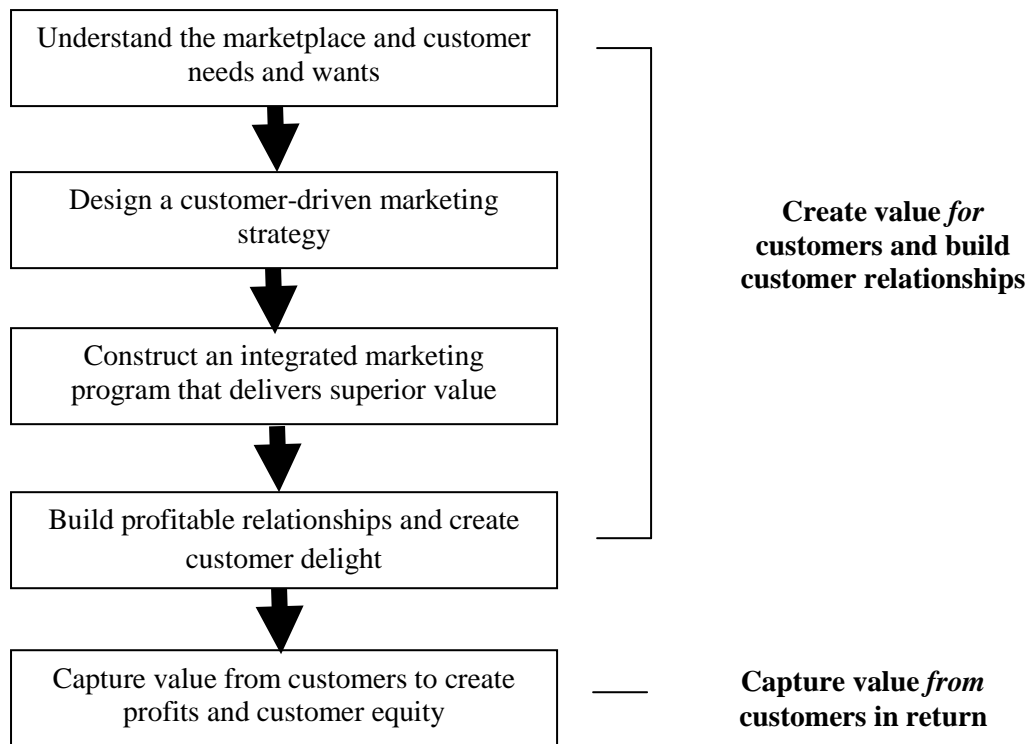 Understand the marketplace and customer
needs and wants
Design a customer-driven marketing
strategy
Create value for
customers and build
customer relationships
Construct an integrated marketing
program that delivers superior value
Build profitable relationships and create
customer delight
Capture value from customers to create
profits and customer equity
Capture value from
customers in return